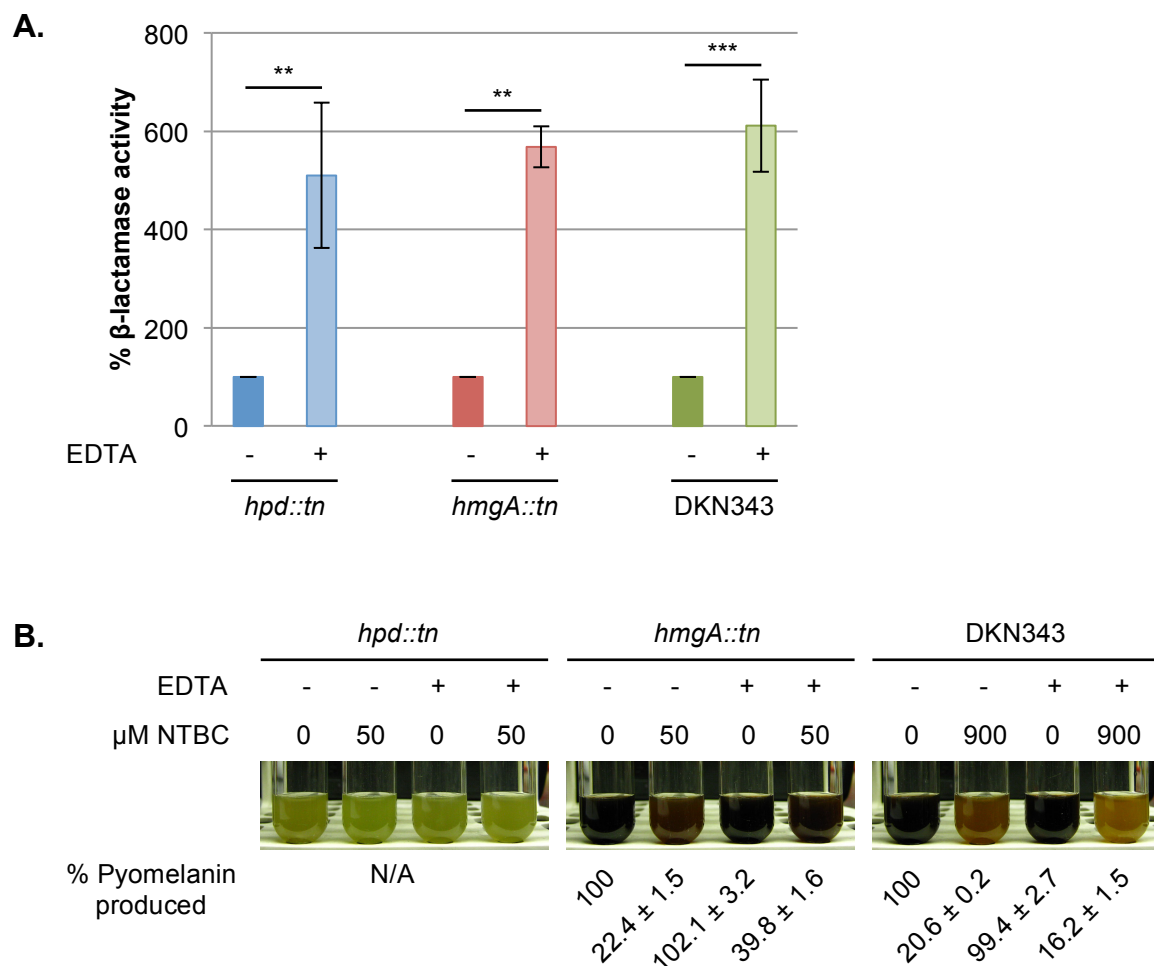 A.
% β-lactamase activity
800
600
400
200
0
** ** ***
EDTA - + - + - +
hpd::tn hmgA::tn DKN343
B.
hpd::tn hmgA::tn DKN343
EDTA - - + + - - + + - - + +
µM NTBC 0 50 0 50 0 50 0 50 0 900 0 900
% Pyomelanin
produced
N/A 100 22.4 ± 1.5 102.1 ± 3.2 39.8 ± 1.6 100 20.6 ± 0.2 99.4 ± 2.7 16.2 ± 1.5